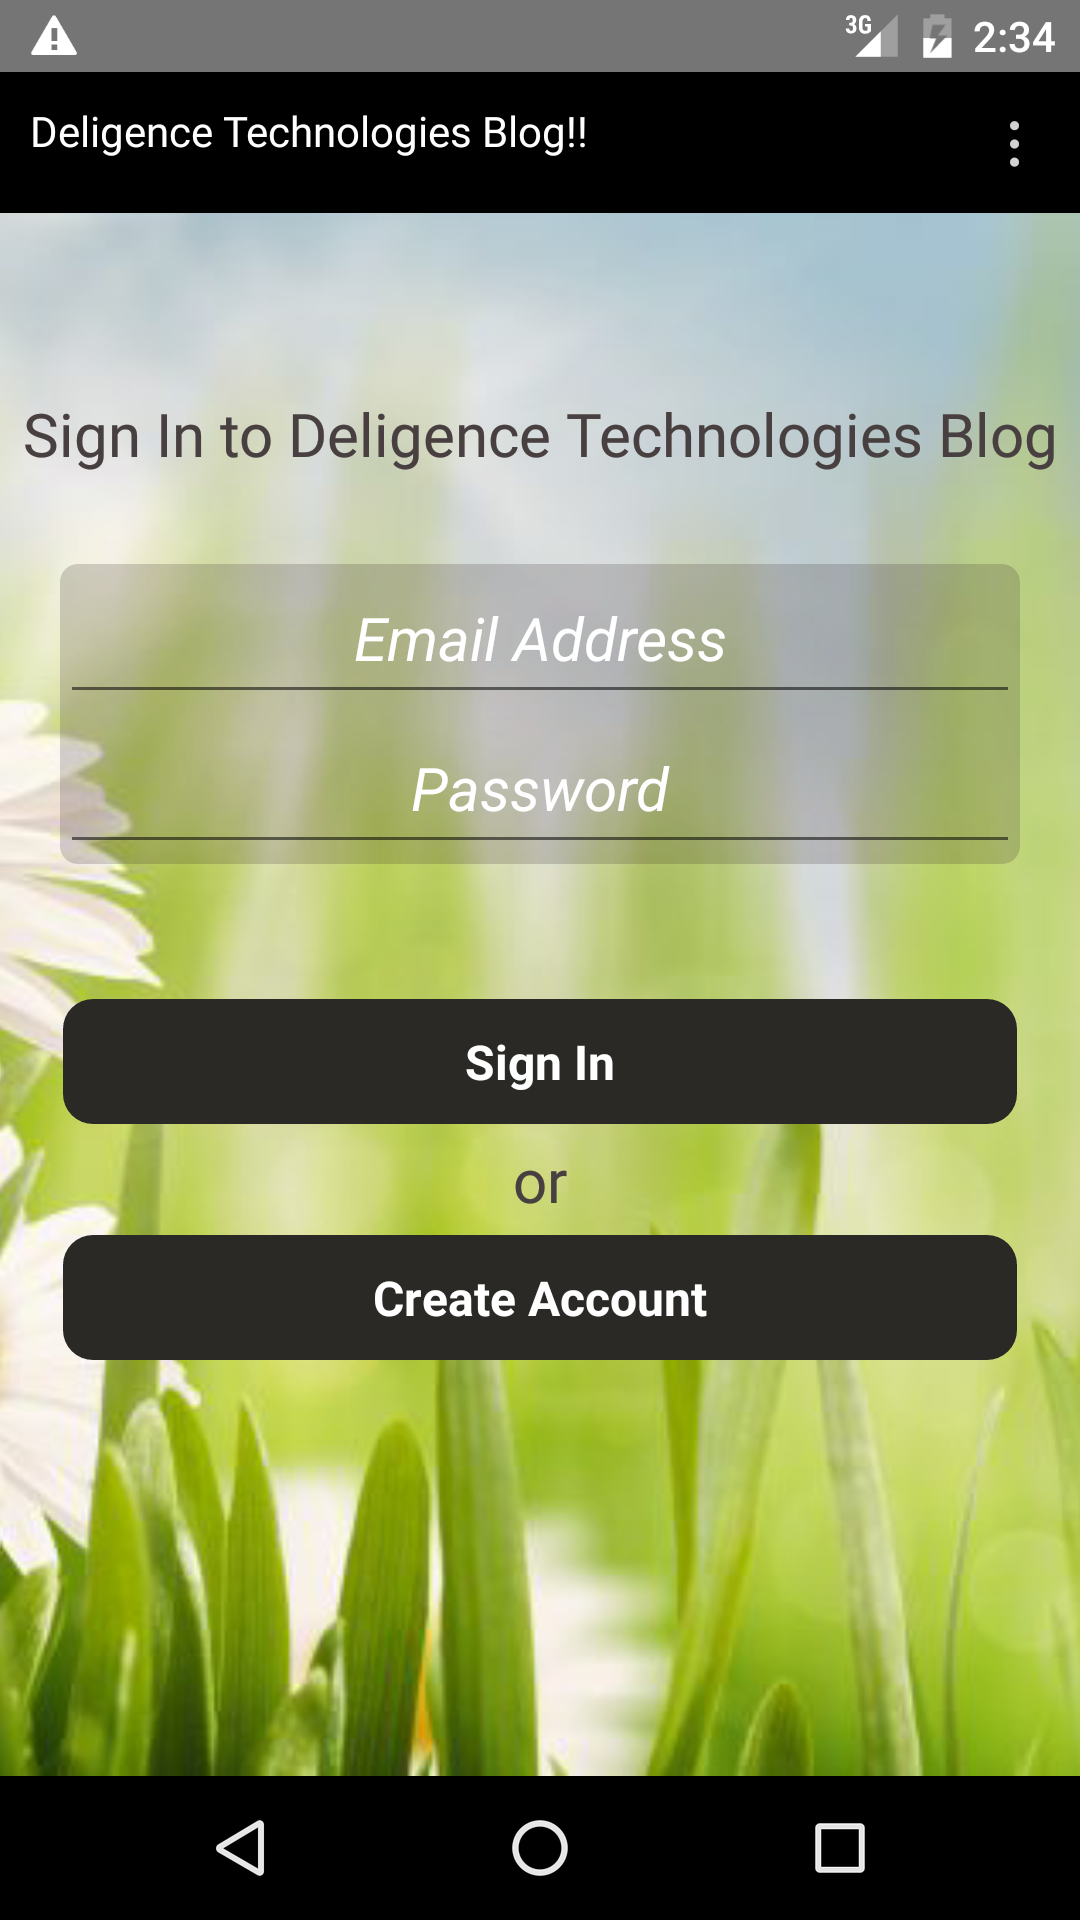 3G 2:34
Deligence Technologies Blog!!
Sign In to Deligence Technologies Blog
Email Address
Password
Sign In
or
Create Account